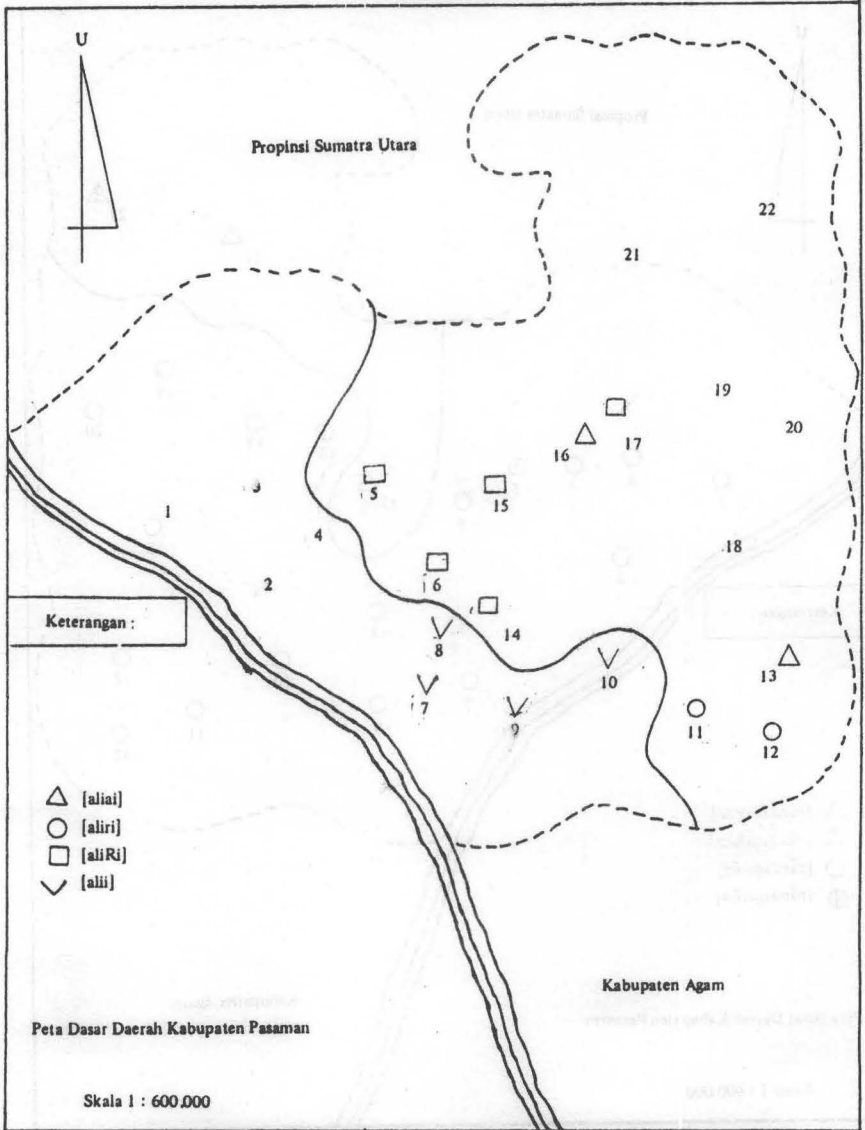 U
Propinsi Sumatra Utara
22
21
19
20
16
17
5
15
3
1
4
18
2
6
14
Keterangan :
8
10
13
7
9
11
12
[aliai]
[aliri]
[aliRi]
[alii]
Kabupaten Agam
Peta Dasar Daerah Kabupaten Pasaman
Skala 1 : 600.000